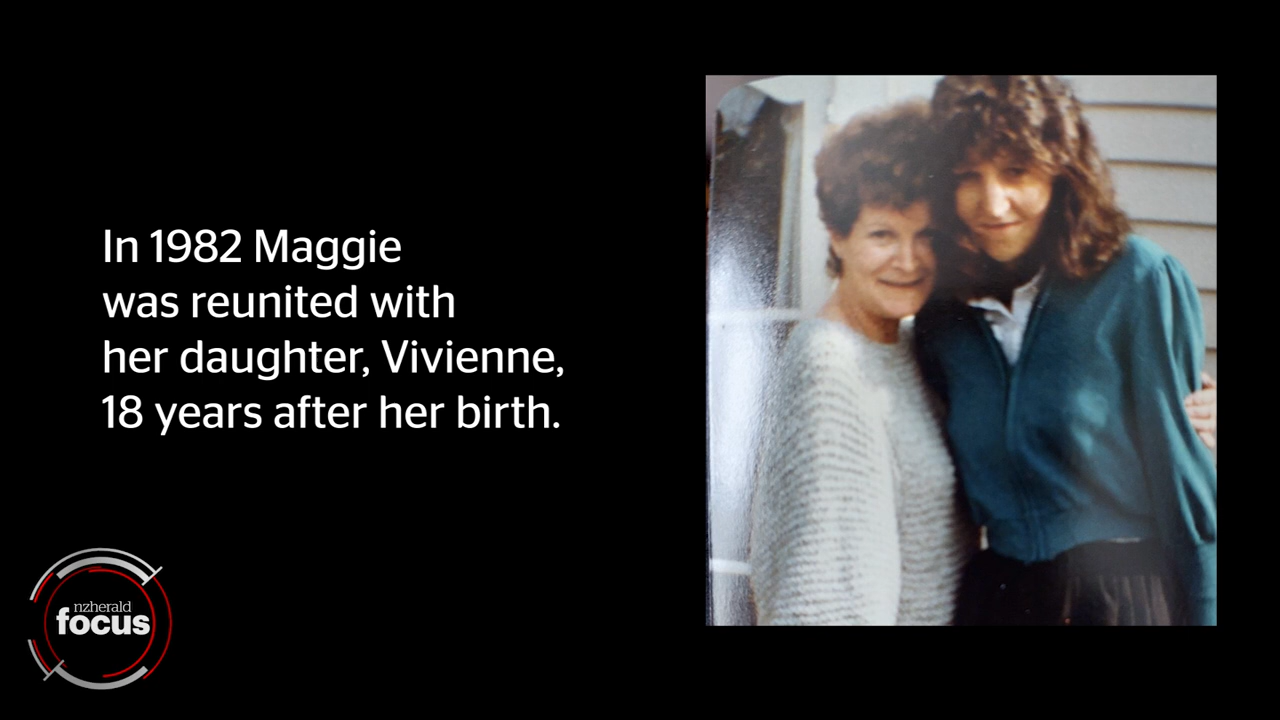 In 1982 Maggie
was reunited with
her daughter, Vivienne,
18 years after her birth.
nzherald
focus